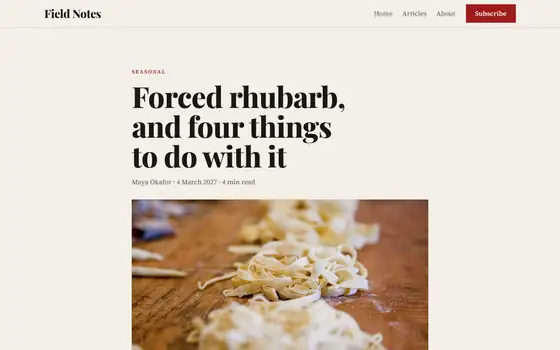 Field Notes
Home Articles About Subscribe
SEASONAL
Forced rhubarb,
and four things
to do with it
Maya Okafor · 4 March 2027 · 4 min read